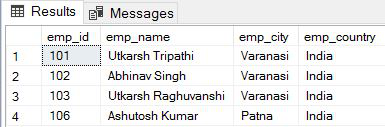 Results Messages
emp_id emp_name emp_city emp_country
1 101 Utkarsh Tripathi Varanasi India
2 102 Abhinav Singh Varanasi India
3 103 Utkarsh Raghuvanshi Varanasi India
4 106 Ashutosh Kumar Patna India